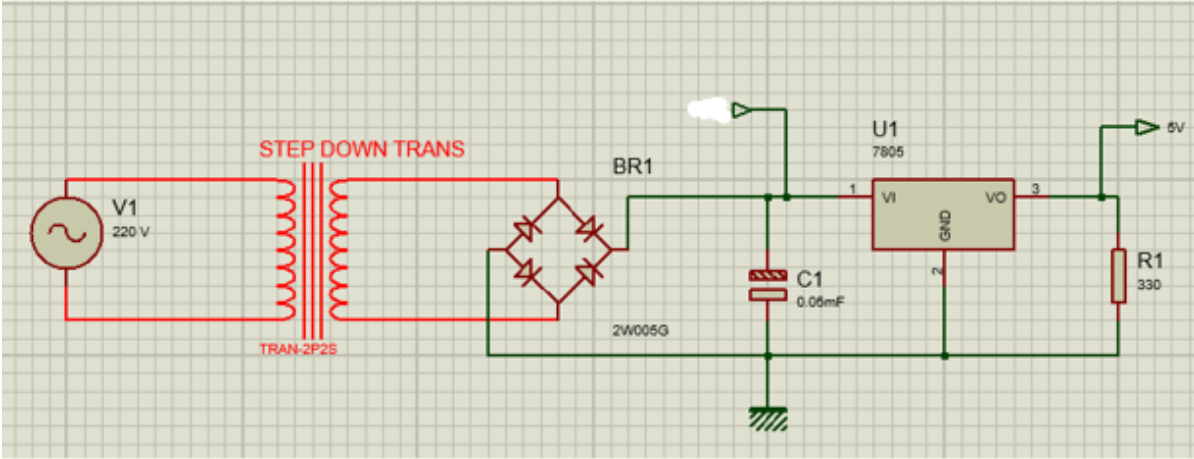 STEP DOWN TRANS
V1
220 V
TRAN-2P2S
BR1
2W005G
C1
0.05mF
U1
7805
1
VI
VO
3
GND
2
5V
R1
330